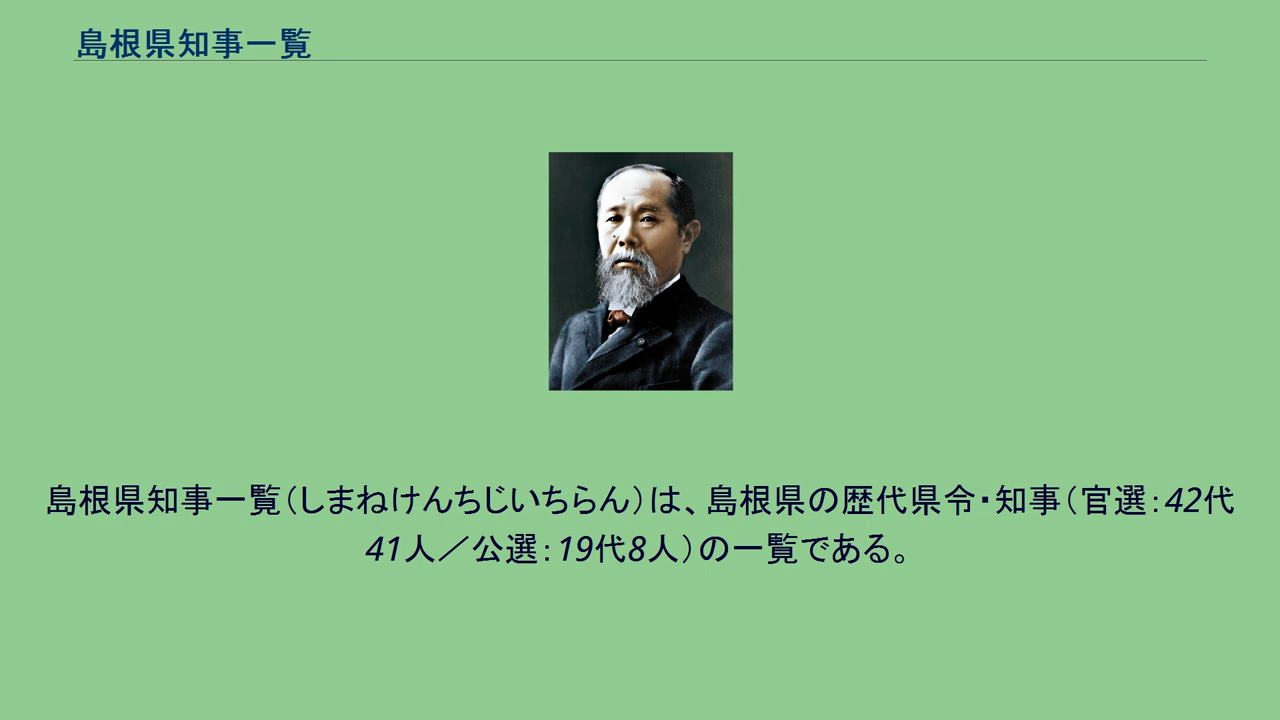 島根県知事一覧
島根県知事一覧（しまねけんちじいちらん）は、島根県の歴代県令・知事（官選：42代
41人／公選：19代8人）の一覧である。